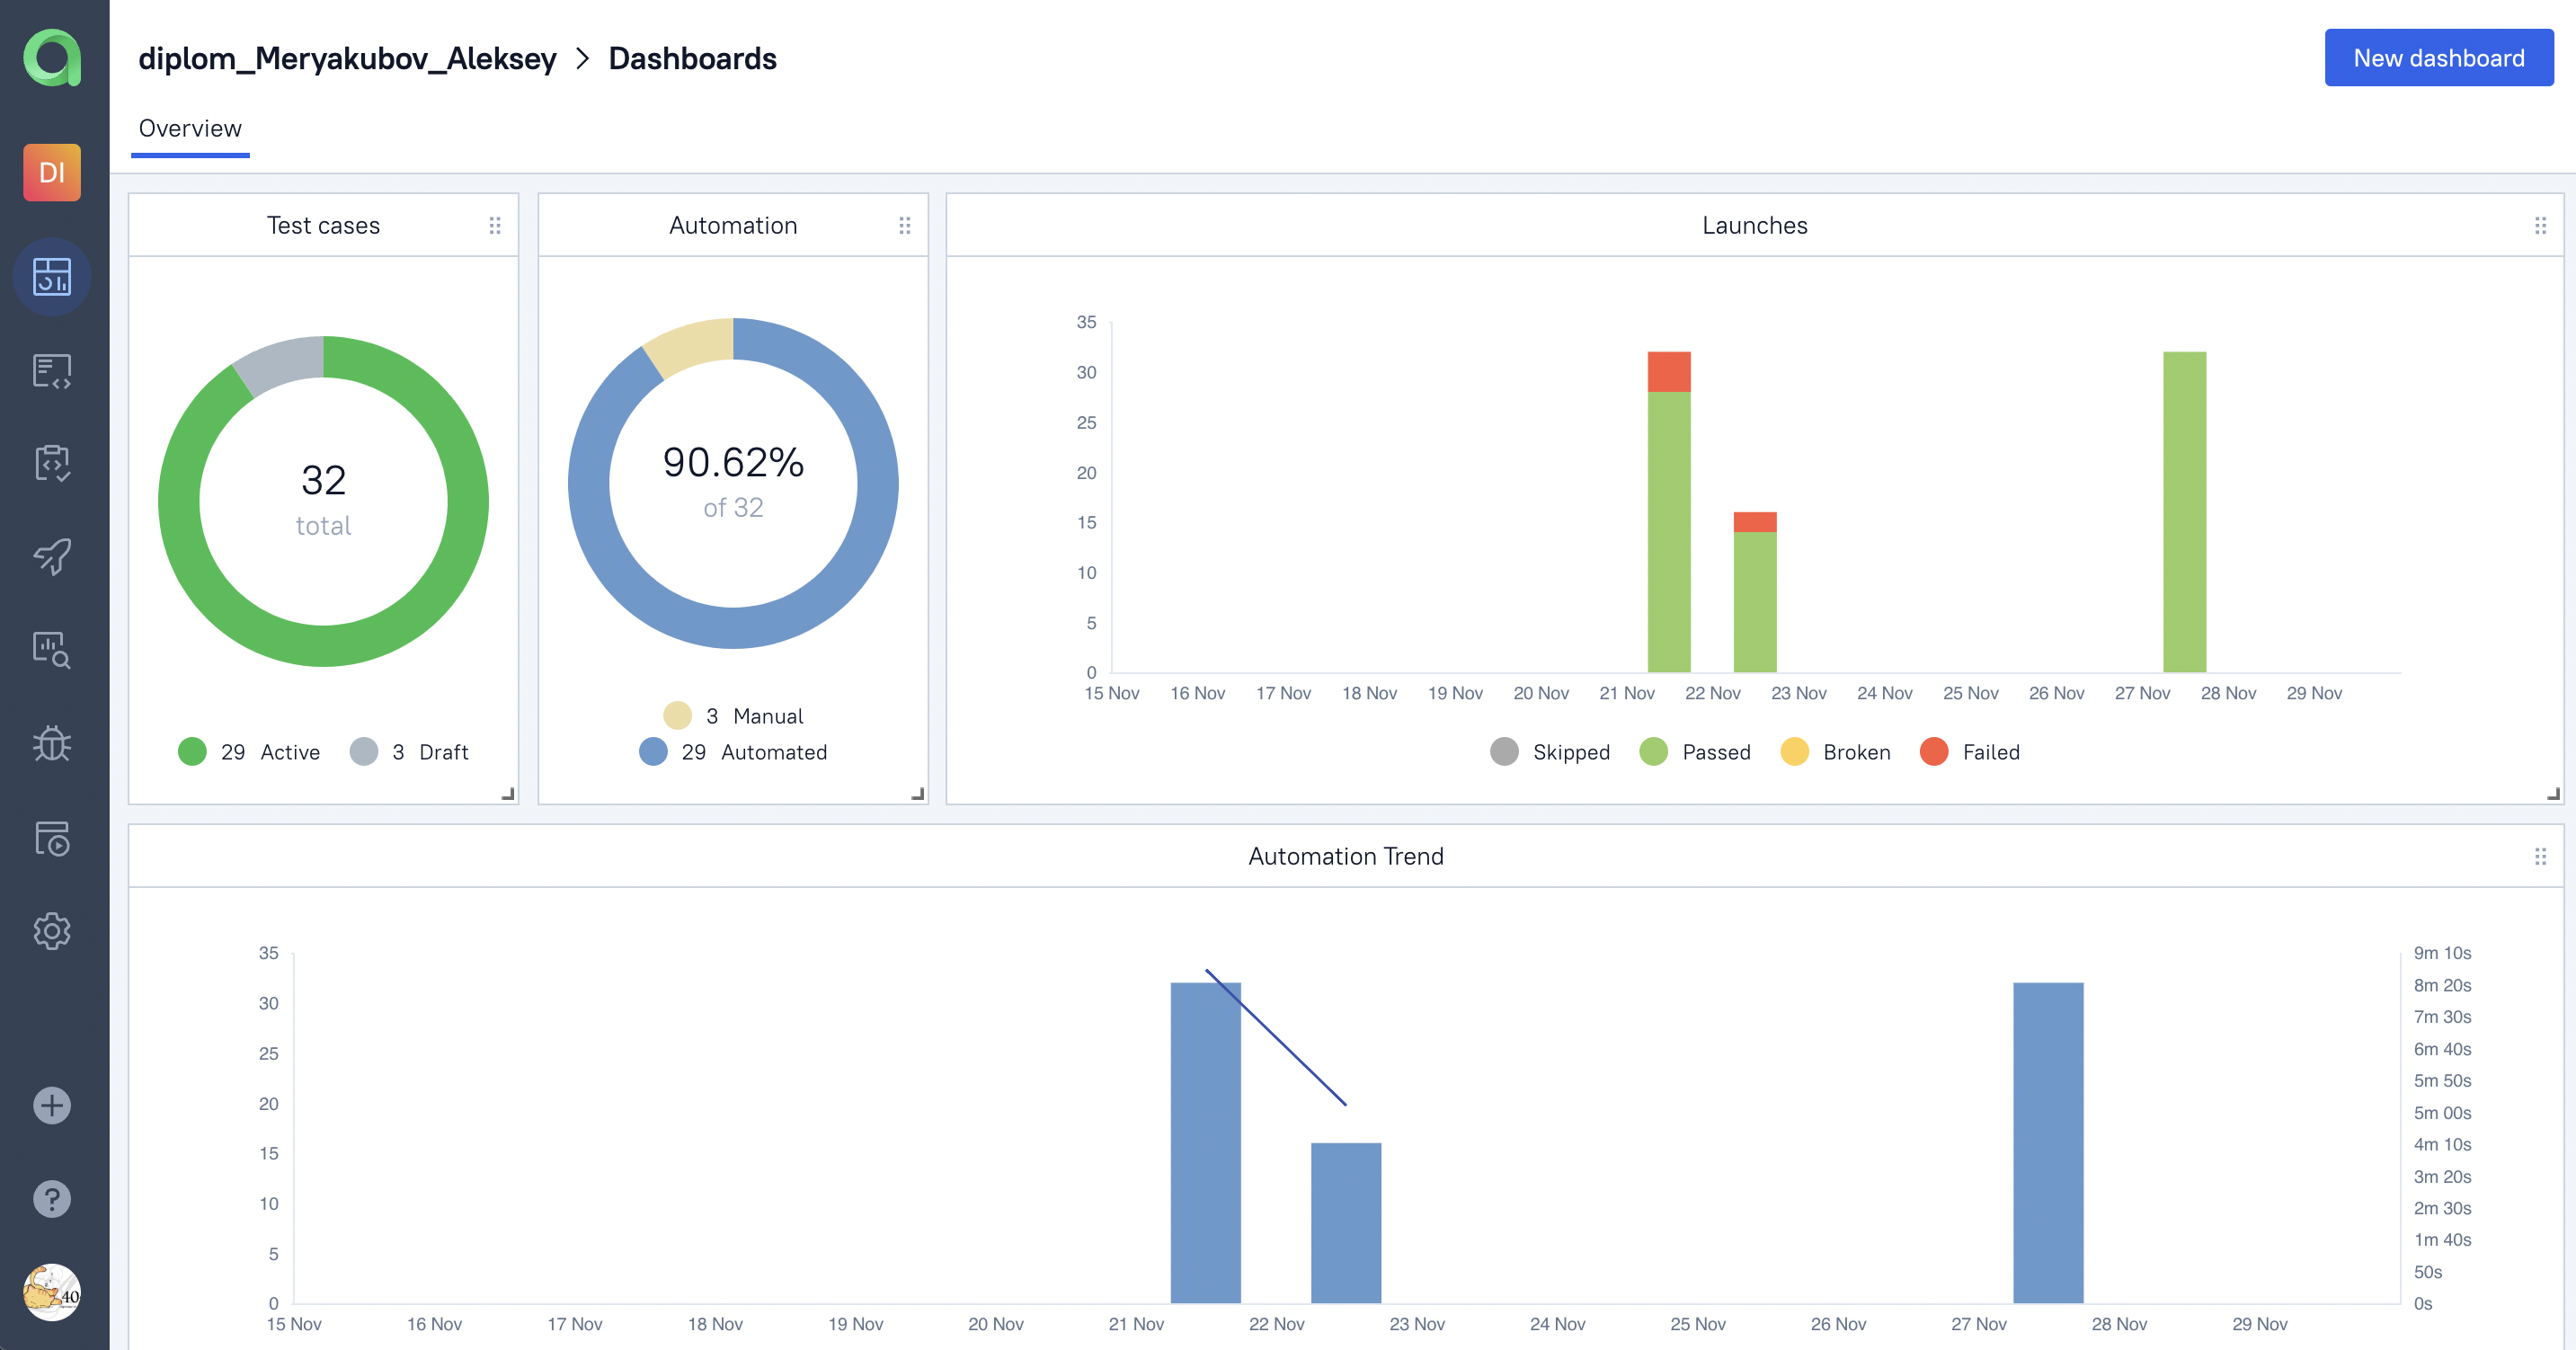 diplom_Meryakubov_Aleksey > Dashboards
New dashboard
DI
Overview
Test cases
32
total
29 Active 3 Draft
Automation
90.62%
of 32
3 Manual
29 Automated
Launches
35
30
25
20
15
10
5
0
15 Nov 16 Nov 17 Nov 18 Nov 19 Nov 20 Nov 21 Nov 22 Nov 23 Nov 24 Nov 25 Nov 26 Nov 27 Nov 28 Nov 29 Nov
Skipped Passed Broken Failed
Automation Trend
35
30
25
20
15
10
5
0
9m 10s
8m 20s
7m 30s
6m 40s
5m 50s
5m 00s
4m 10s
3m 20s
2m 30s
1m 40s
50s
0s
15 Nov 16 Nov 17 Nov 18 Nov 19 Nov 20 Nov 21 Nov 22 Nov 23 Nov 24 Nov 25 Nov 26 Nov 27 Nov 28 Nov 29 Nov
40